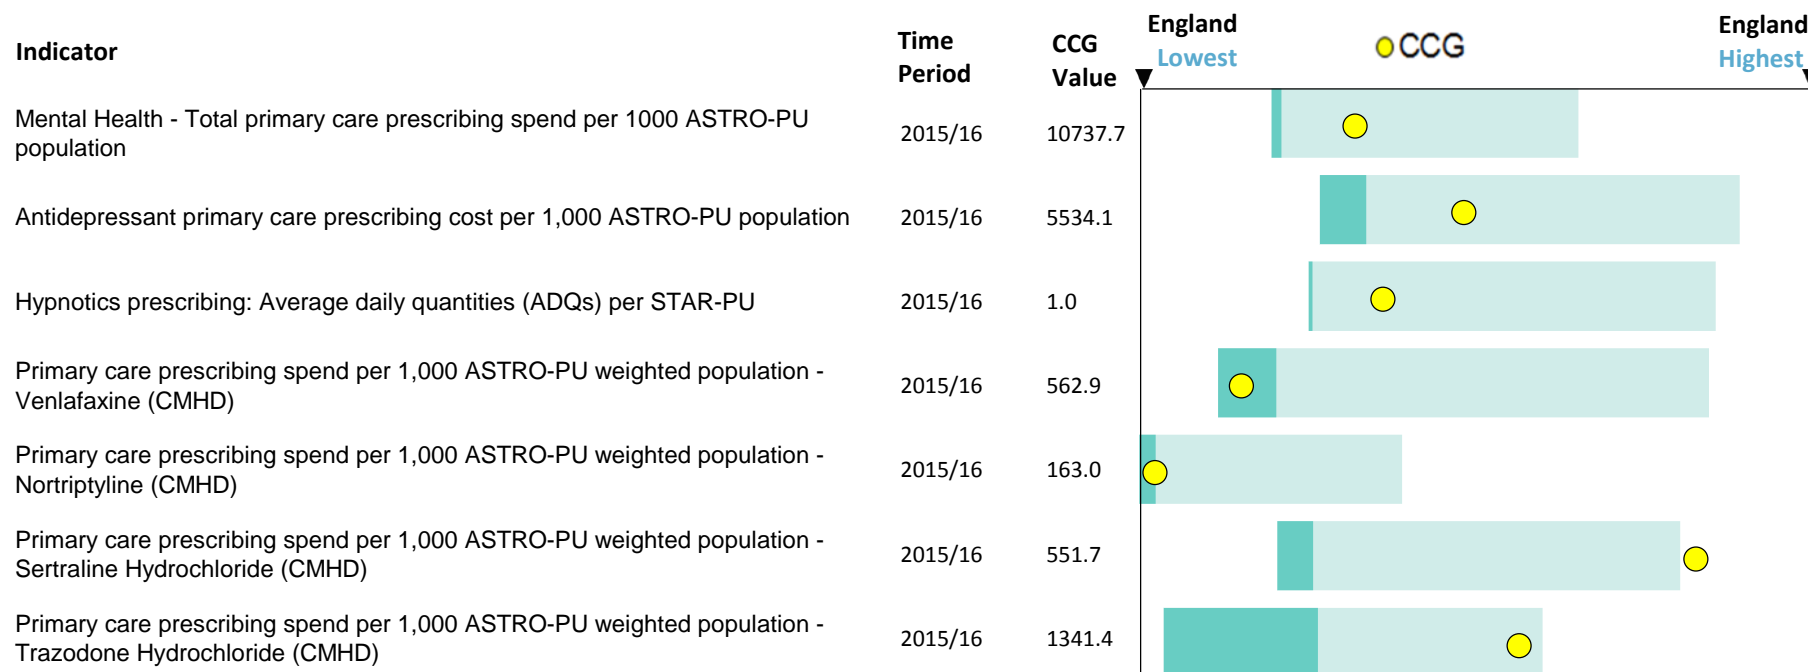 Indicator
Time
Period
CCG
Value
England
Lowest
CCG
England
Highest
Mental Health - Total primary care prescribing spend per 1000 ASTRO-PU
population
2015/16
10737.7
Antidepressant primary care prescribing cost per 1,000 ASTRO-PU population
2015/16
5534.1
Hypnotics prescribing: Average daily quantities (ADQs) per STAR-PU
2015/16
1.0
Primary care prescribing spend per 1,000 ASTRO-PU weighted population -
Venlafaxine (CMHD)
2015/16
562.9
Primary care prescribing spend per 1,000 ASTRO-PU weighted population -
Nortriptyline (CMHD)
2015/16
163.0
Primary care prescribing spend per 1,000 ASTRO-PU weighted population -
Sertraline Hydrochloride (CMHD)
2015/16
551.7
Primary care prescribing spend per 1,000 ASTRO-PU weighted population -
Trazodone Hydrochloride (CMHD)
2015/16
1341.4